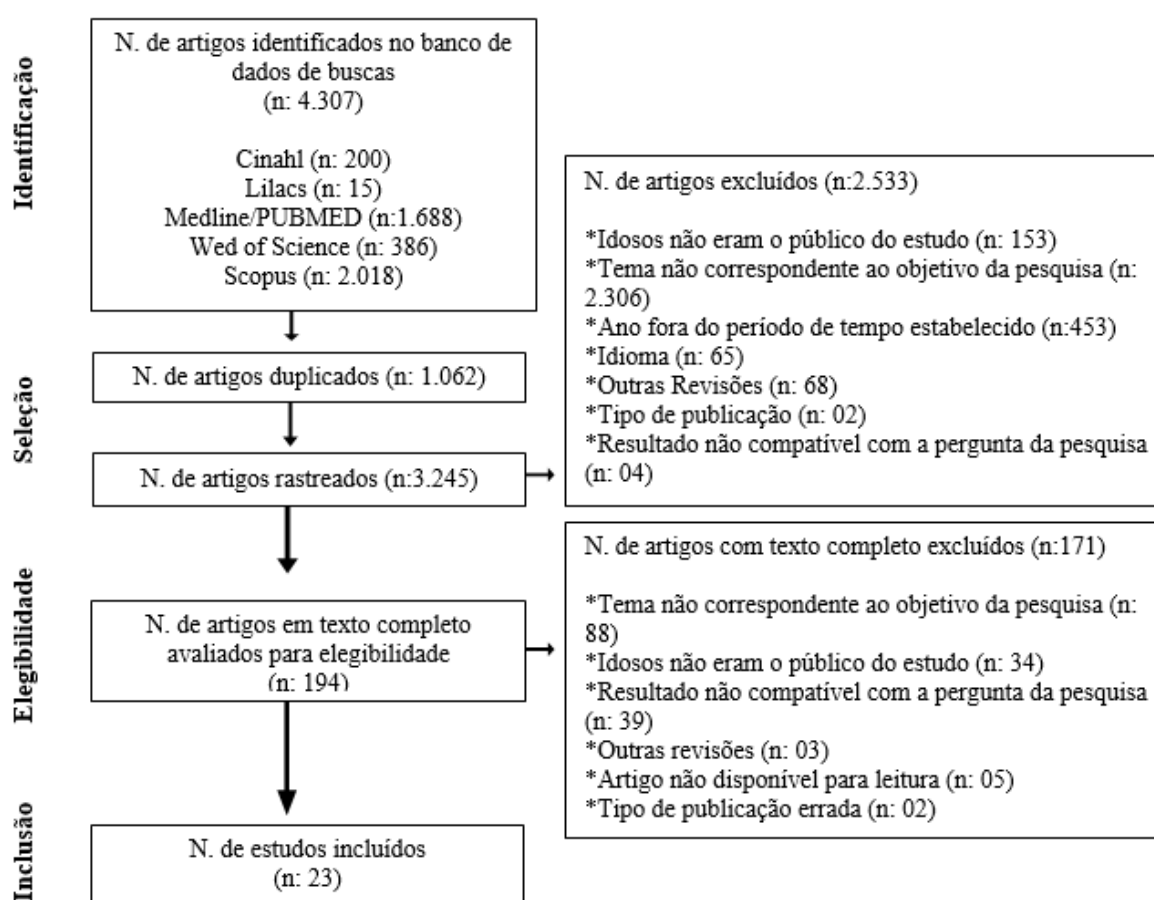 Identificação
N. de artigos identificados no banco de
dados de buscas
(n: 4.307)
Cinahl (n: 200)
Lilacs (n: 15)
Medline/PUBMED (n:1.688)
Wed of Science (n: 386)
Scopus (n: 2.018)
Seleção
N. de artigos duplicados (n: 1.062)
N. de artigos rastreados (n:3.245)
N. de artigos excluídos (n:2.533)
*Idosos não eram o público do estudo (n: 153)
*Tema não correspondente ao objetivo da pesquisa (n:
2.306)
*Ano fora do período de tempo estabelecido (n:453)
*Idioma (n: 65)
*Outras Revisões (n: 68)
*Tipo de publicação (n: 02)
*Resultado não compatível com a pergunta da pesquisa
(n: 04)
Elegibilidade
N. de artigos em texto completo
avaliados para elegibilidade
(n: 194)
N. de artigos com texto completo excluídos (n:171)
*Tema não correspondente ao objetivo da pesquisa (n:
88)
*Idosos não eram o público do estudo (n: 34)
*Resultado não compatível com a pergunta da pesquisa
(n: 39)
*Outras revisões (n: 03)
*Artigo não disponível para leitura (n: 05)
*Tipo de publicação errada (n: 02)
Inclusão
N. de estudos incluídos
(n: 23)